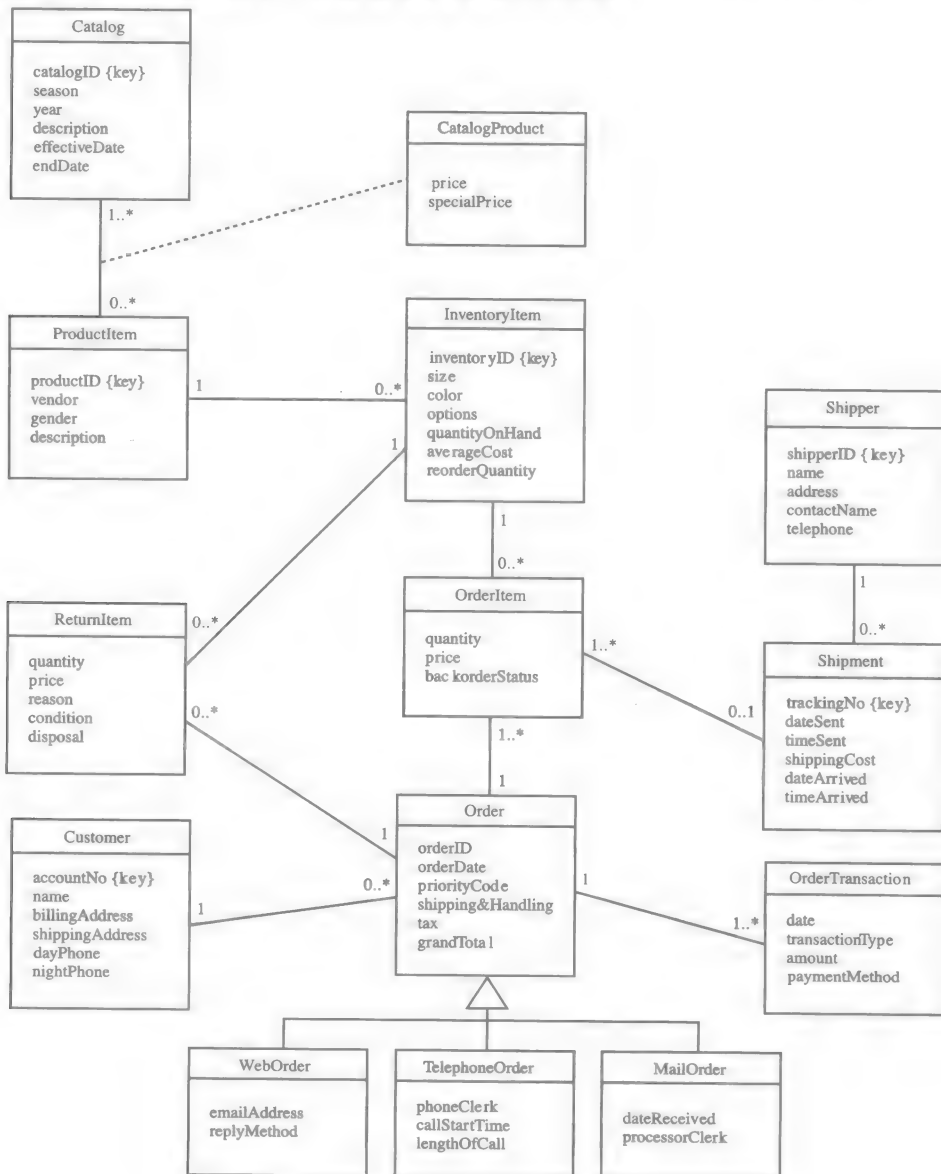 Catalog
catalogID {key}
season
year
description
effectiveDate
endDate
CatalogProduct
price
specialPrice
1..*
0..*
ProductItem
productID {key}
vendor
gender
description
1
0..*
InventoryItem
inventoryID {key}
size
color
options
quantityOnHand
averageCost
reorderQuantity
1
1
0..*
Shipper
shipperID { key}
name
address
contactName
telephone
1
0..*
ReturnItem
quantity
price
reason
condition
disposal
0..*
0..*
OrderItem
quantity
price
bac korderStatus
1..*
1..*
1
0..1
Shipment
trackingNo {key}
dateSent
timeSent
shippingCost
dateArrived
timeArrived
Customer
accountNo {key}
name
billingAddress
shippingAddress
dayPhone
nightPhone
1
0..*
1
Order
orderID
orderDate
priorityCode
shipping&Handling
tax
grandTotal
1
1..*
OrderTransaction
date
transactionType
amount
paymentMethod
WebOrder
emailAddress
replyMethod
TelephoneOrder
phoneClerk
callStartTime
lengthOfCall
MailOrder
dateReceived
processorClerk